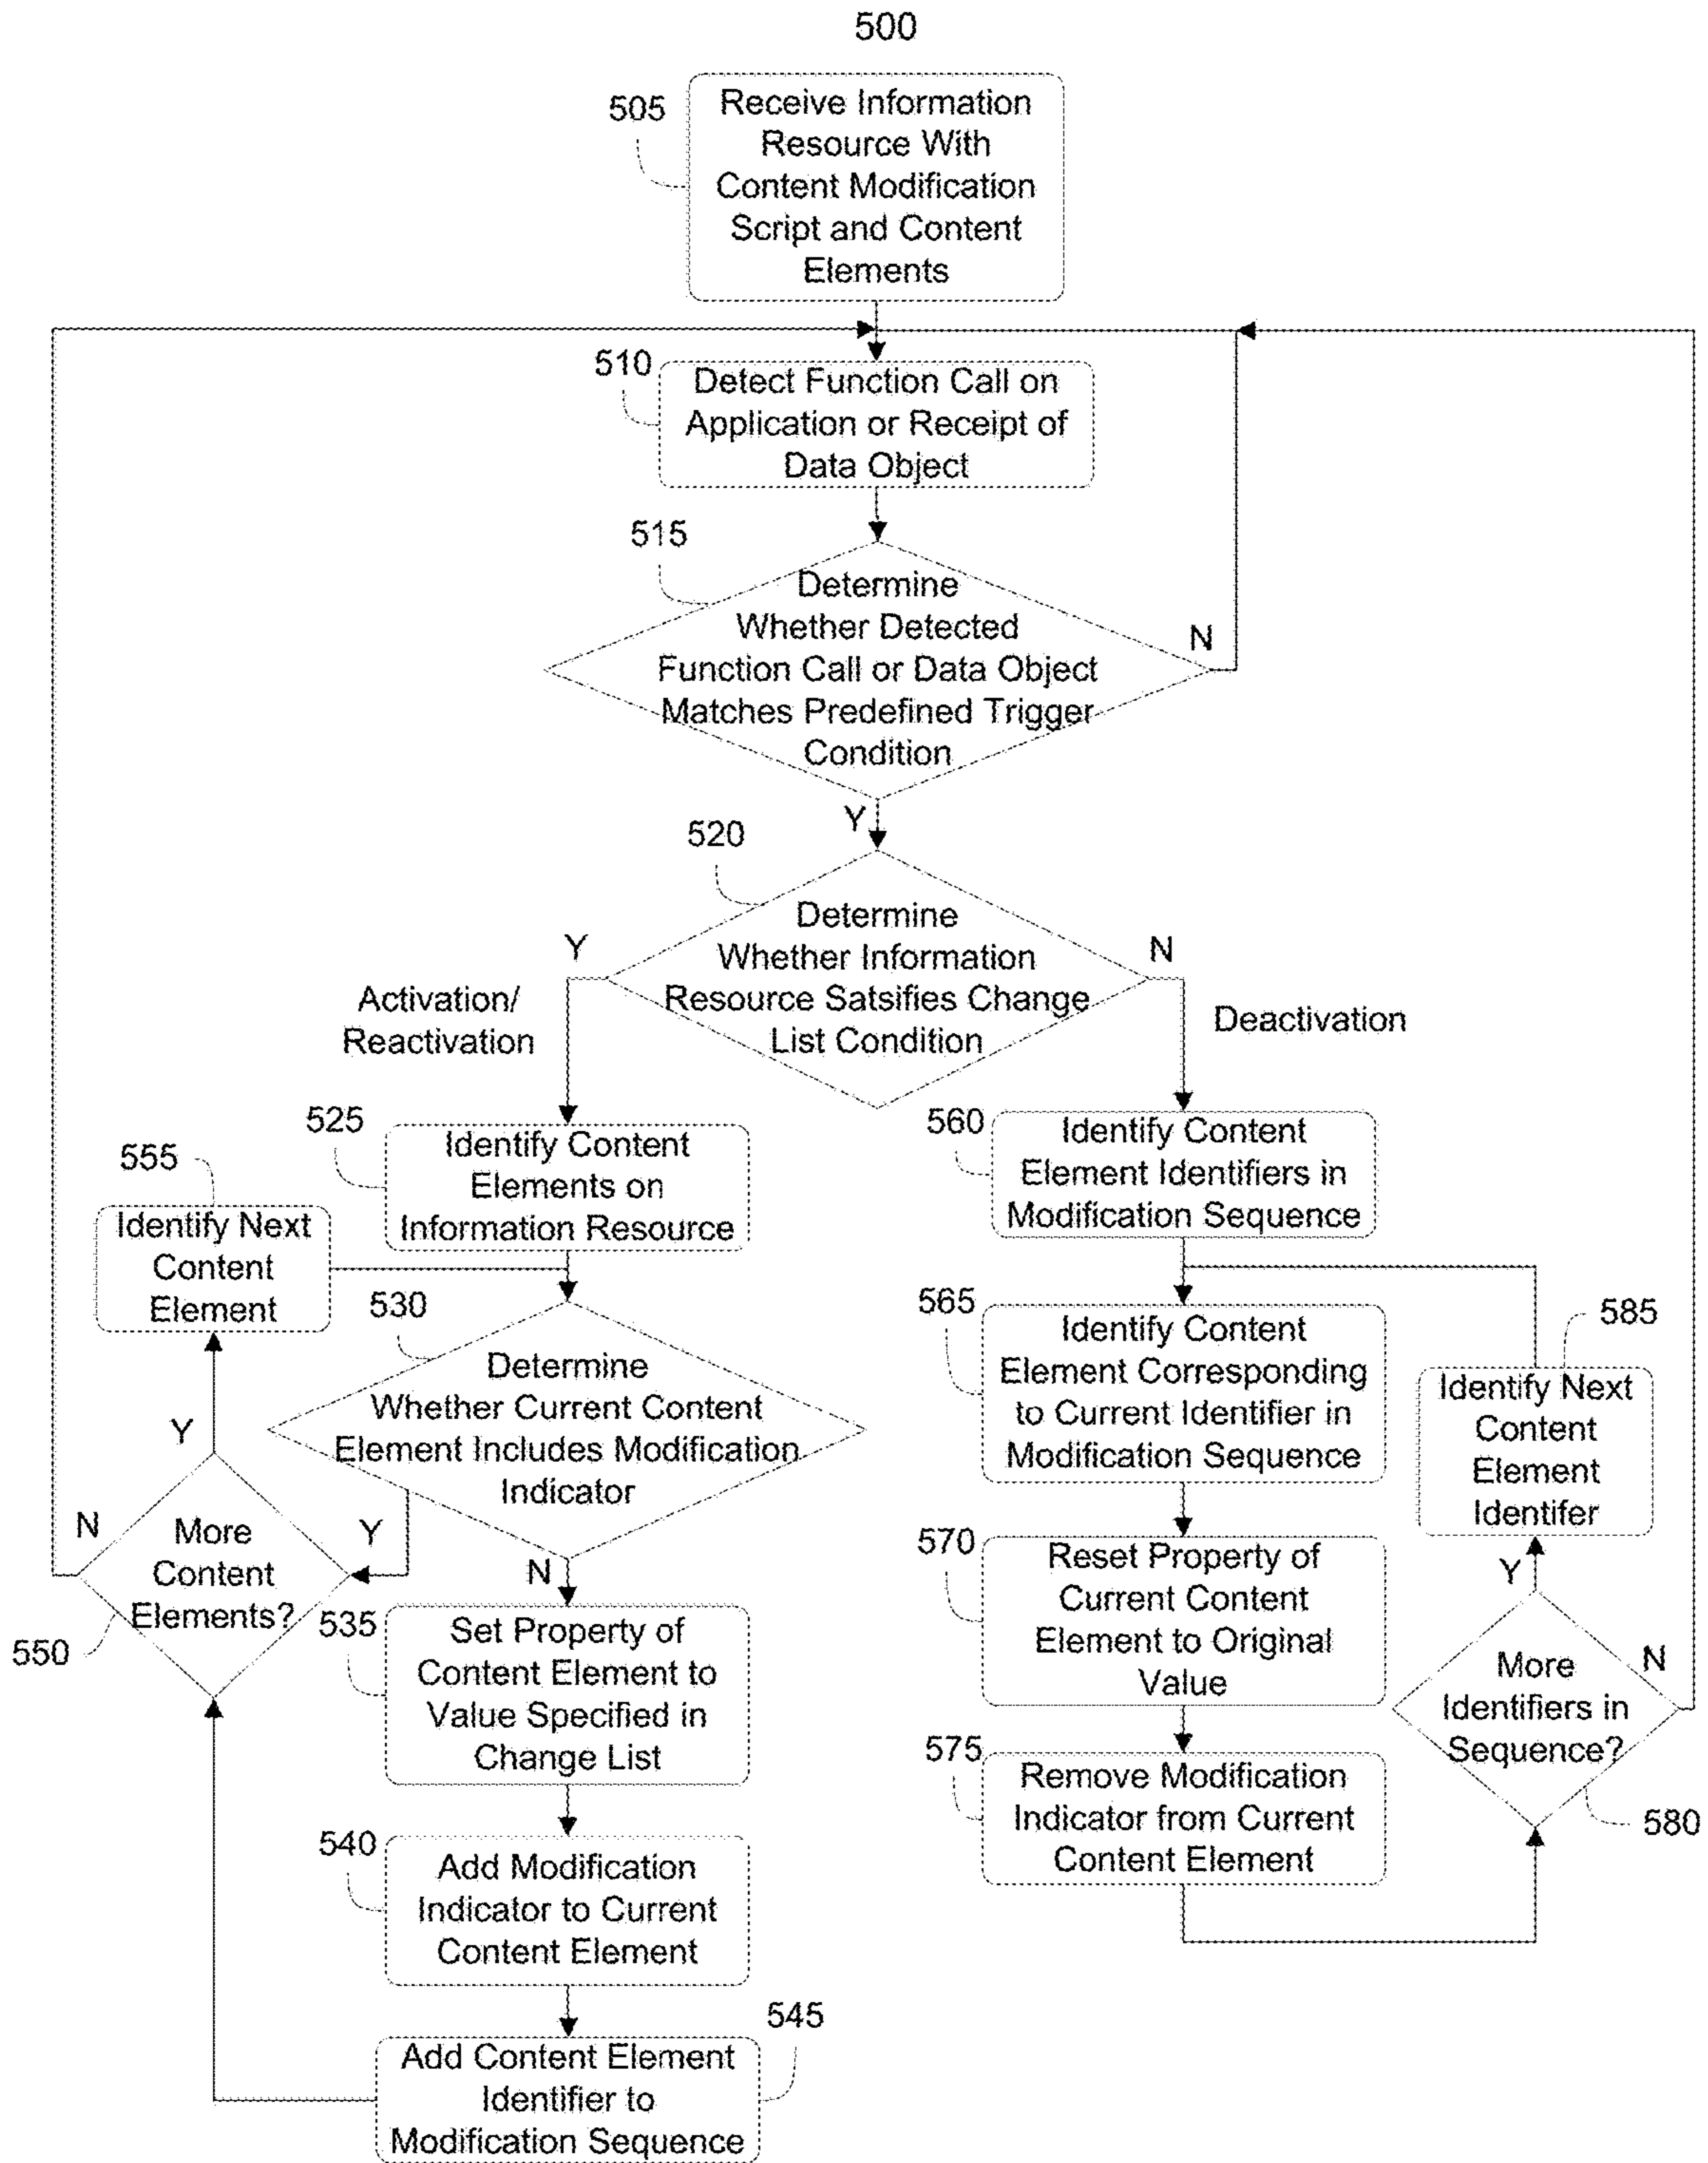 500
505
Receive Information
Resource With
Content Modification
Script and Content
Elements
510
Detect Function Call on
Application or Receipt of
Data Object
515
Determine
Whether Detected
Function Call or Data Object
Matches Predefined Trigger
Condition
N
Y
520
Determine
Whether Information
Resource Satsifies Change
List Condition
Y
N
Activation/
Reactivation
Deactivation
525
Identify Content
Elements on
Information Resource
555
Identify Next
Content
Element
530
Determine
Whether Current Content
Element Includes Modification
Indicator
Y
N
Y
N
More
Content
Elements?
550
535
Set Property of
Content Element to
Value Specified in
Change List
540
Add Modification
Indicator to Current
Content Element
545
Add Content Element
Identifier to
Modification Sequence
560
Identify Content
Element Identifiers in
Modification Sequence
565
Identify Content
Element Corresponding
to Current Identifier in
Modification Sequence
570
Reset Property of
Current Content
Element to Original
Value
575
Remove Modification
Indicator from Current
Content Element
585
Identify Next
Content
Element
Identifer
Y
N
More
Identifiers in
Sequence?
580